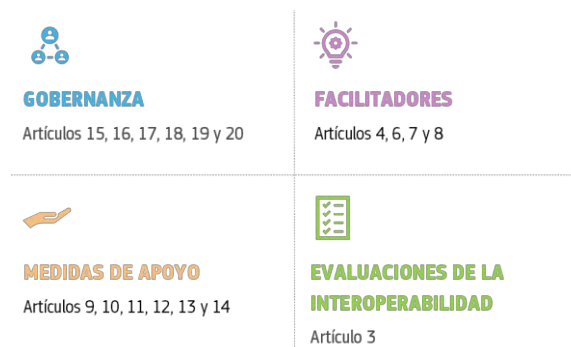 GOBERNANZA
Artículos 15, 16, 17, 18, 19 y 20
FACILITADORES
Artículos 4, 6, 7 y 8
MEDIDAS DE APOYO
Artículos 9, 10, 11, 12, 13 y 14
EVALUACIONES DE LA
INTEROPERABILIDAD
Artículo 3